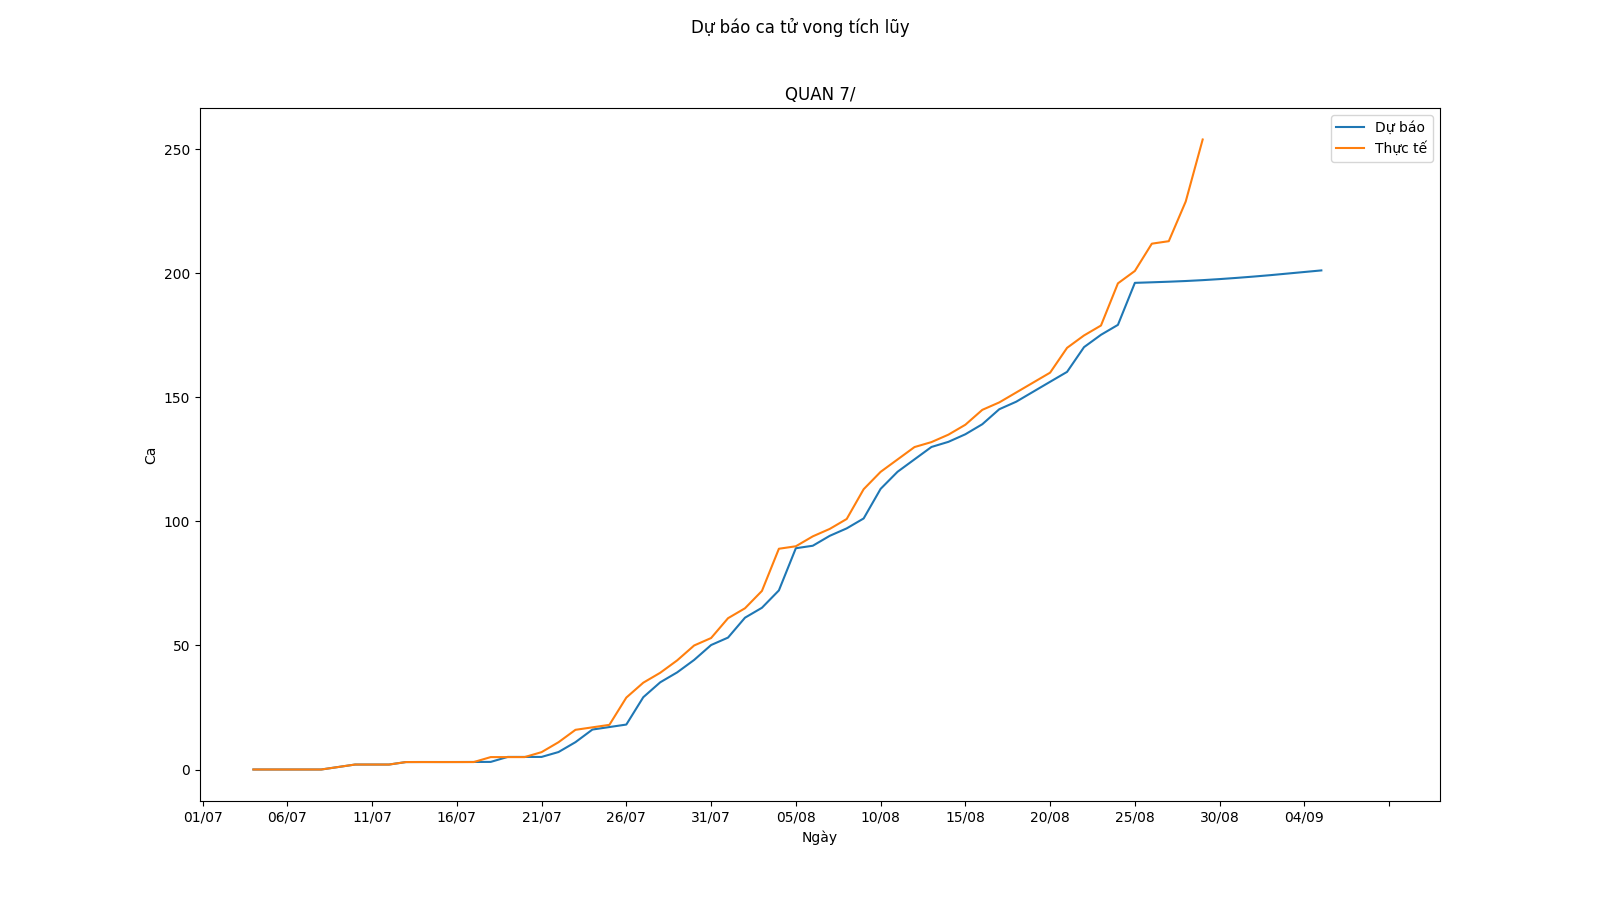 Dự báo ca tử vong tích lũy
QUAN 7/
Dự báo
Thực tế
250
200
150
100
50
0
Ca
01/07 06/07 11/07 16/07 21/07 26/07 31/07 05/08 10/08 15/08 20/08 25/08 30/08 04/09
Ngày